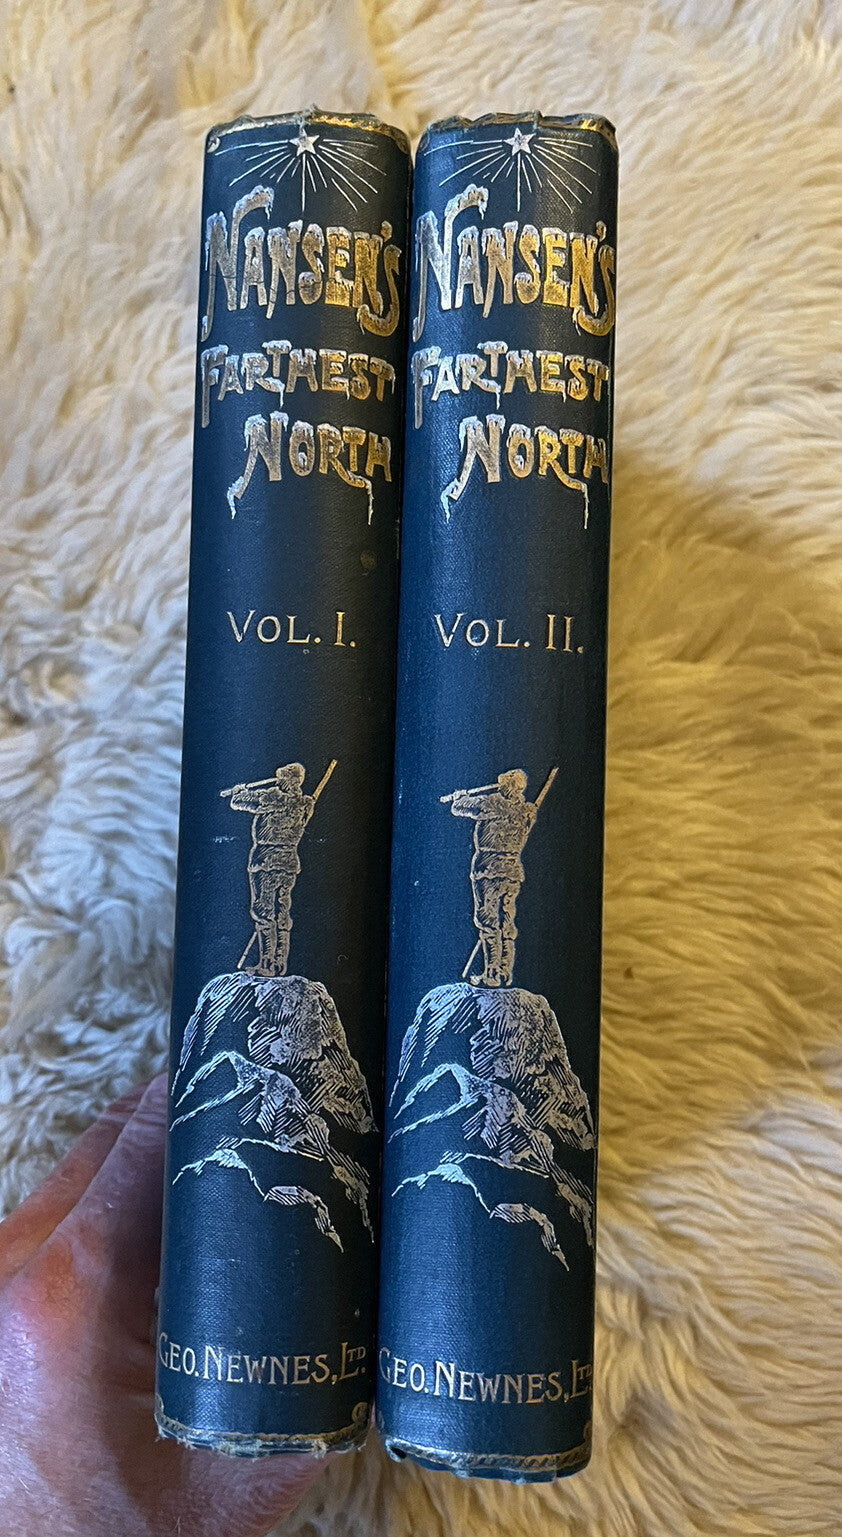 NANSEN'S
FARTHEST
NORTH
VOL. I.
GEO. NEWNES, LTD.
NANSEN'S
FARTHEST
NORTH
VOL. II.
GEO. NEWNES, LTD